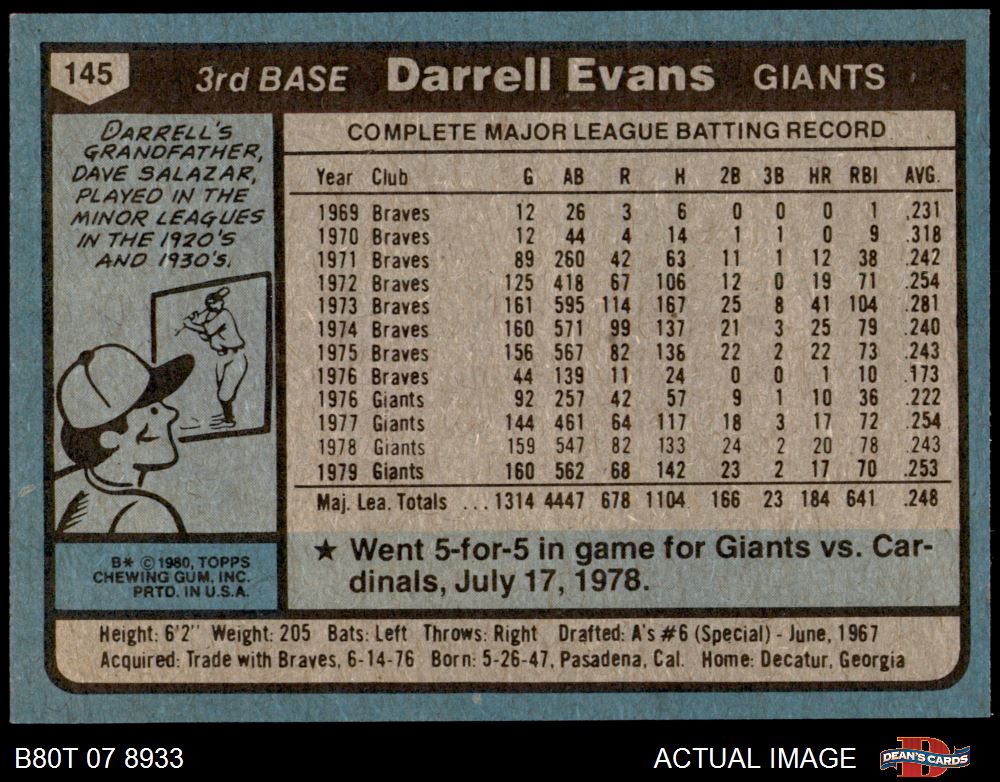 145 3rd BASE Darrell Evans GIANTS
DARRELL'S
GRANDFATHER,
DAVE SALAZAR,
PLAYED IN THE
MINOR LEAGUES
IN THE 1920'S
AND 1930'S.
COMPLETE MAJOR LEAGUE BATTING RECORD
Year Club G AB R H 2B 3B HR RBI AVG.
1969 Braves 12 26 3 6 0 0 0 1 .231
1970 Braves 12 44 4 14 1 1 0 9 .318
1971 Braves 89 260 42 63 11 1 12 38 .242
1972 Braves 125 418 67 106 12 0 19 71 .254
1973 Braves 161 595 114 167 25 8 41 104 .281
1974 Braves 160 571 99 137 21 3 25 79 .240
1975 Braves 156 567 82 138 22 2 22 73 .243
1976 Braves 44 139 11 24 0 0 1 10 .173
1976 Giants 92 257 42 57 9 1 10 36 .222
1977 Giants 144 461 64 117 18 3 17 72 .254
1978 Giants 159 547 82 133 24 2 20 78 .243
1979 Giants 160 562 68 142 23 2 17 70 .253
Maj. Lea. Totals ... 1314 4447 678 1104 166 23 184 641 .248
★ Went 5-for-5 in game for Giants vs. Car-
dinals, July 17, 1978.
B* © 1980, TOPPS
CHEWING GUM, INC.
PRTD. IN U.S.A.
Height: 6'2" Weight: 205 Bats: Left Throws: Right Drafted: A's #6 (Special) - June, 1967
Acquired: Trade with Braves, 6-14-76 Born: 5-26-47, Pasadena, Cal. Home: Decatur, Georgia
B80T 07 8933 ACTUAL IMAGE DEAN'S CARDS